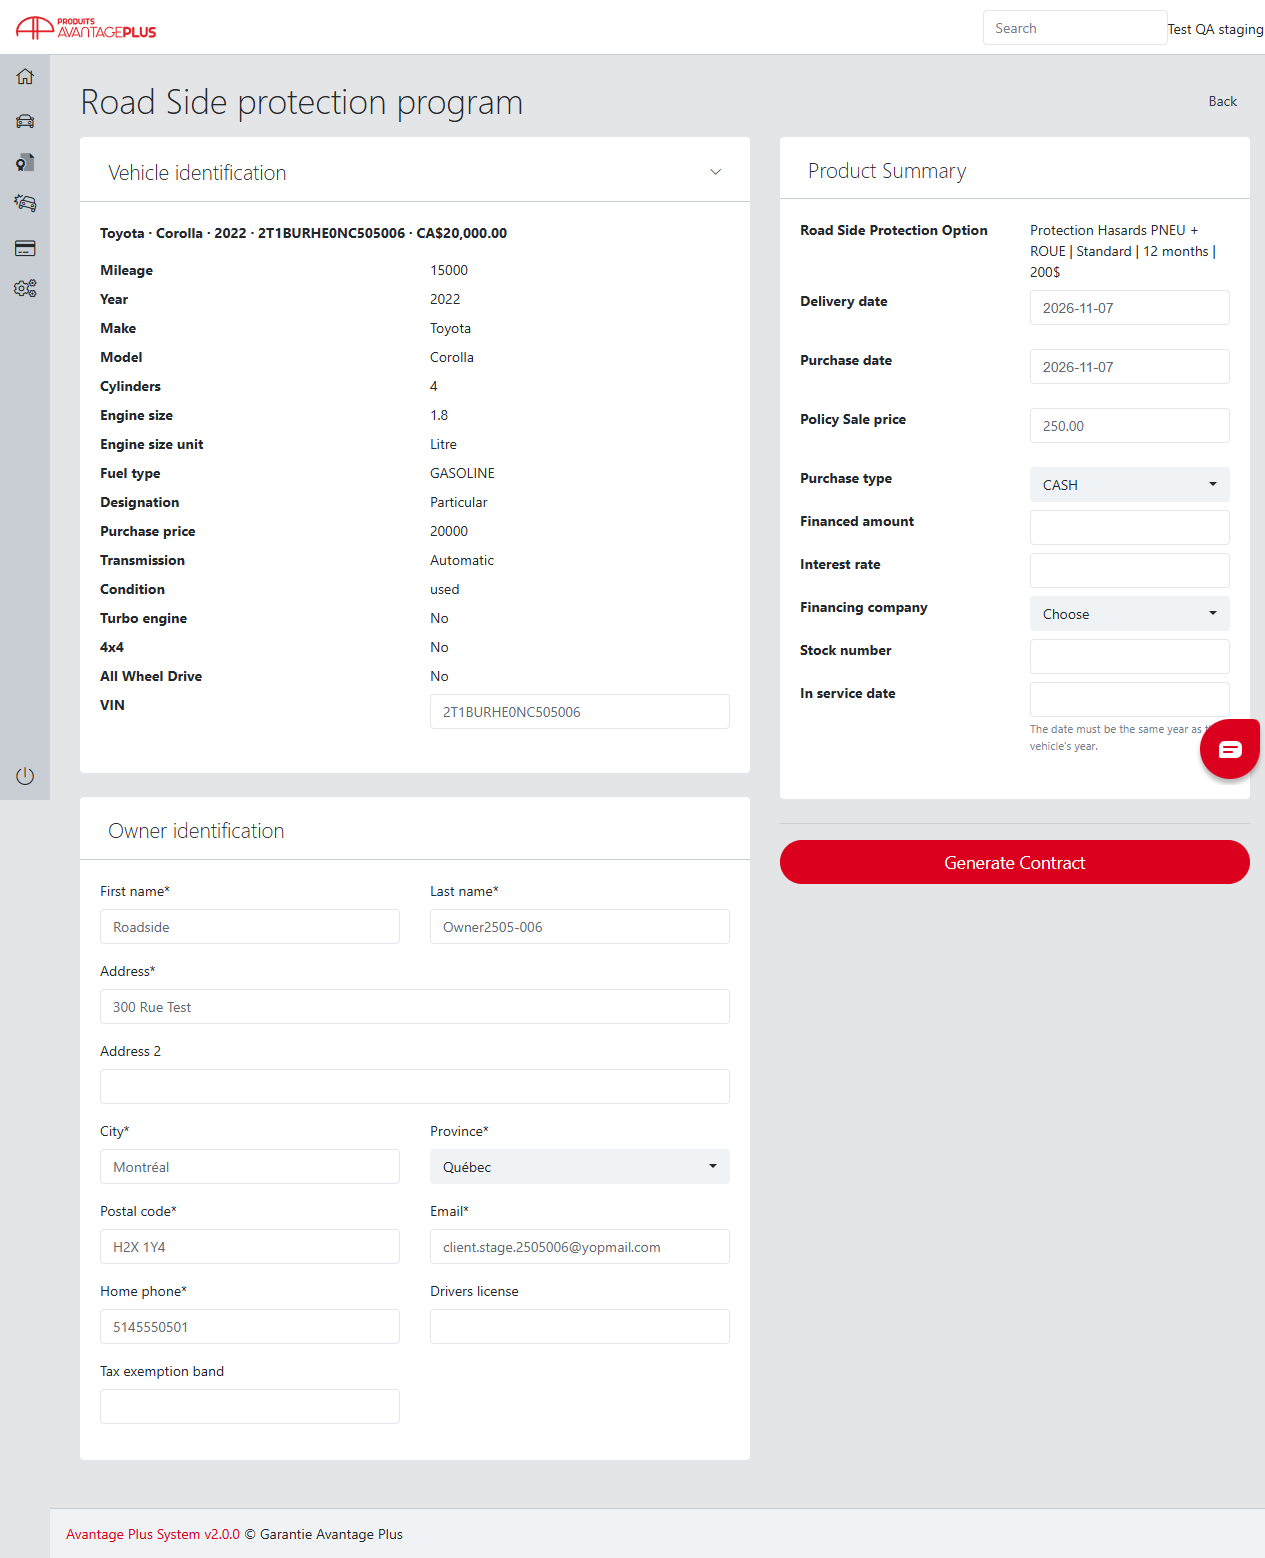 PRODUITS
AVANTAGEPLUS
Search
Test QA staging
Road Side protection program
Back
Vehicle identification
Toyota · Corolla · 2022 · 2T1BURHE0NC505006 · CA$20,000.00
Mileage 15000
Year 2022
Make Toyota
Model Corolla
Cylinders 4
Engine size 1.8
Engine size unit Litre
Fuel type GASOLINE
Designation Particular
Purchase price 20000
Transmission Automatic
Condition used
Turbo engine No
4x4 No
All Wheel Drive No
VIN 2T1BURHE0NC505006
Product Summary
Road Side Protection Option Protection Hasards PNEU +
ROUE | Standard | 12 months |
200$
Delivery date 2026-11-07
Purchase date 2026-11-07
Policy Sale price 250.00
Purchase type CASH
Financed amount
Interest rate
Financing company Choose
Stock number
In service date
The date must be the same year as
vehicle's year.
Generate Contract
Owner identification
First name* Last name*
Roadside Owner2505-006
Address*
300 Rue Test
Address 2
City* Province*
Montréal Québec
Postal code* Email*
H2X 1Y4 client.stage.2505006@yopmail.com
Home phone* Drivers license
5145550501
Tax exemption band
Avantage Plus System v2.0.0 © Garantie Avantage Plus